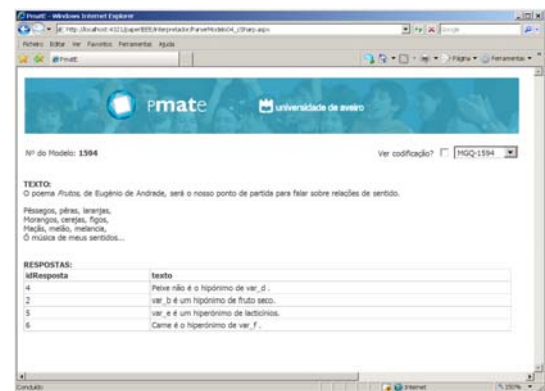 PmatE - Windows Internet Explorer
Google
Ficheiro Editar Ver Favoritos Ferramentas Ajuda
PmatE
Página Ferramentas
Pmate universidade de aveiro
Nº do Modelo: 1594 Ver codificação? MGQ-1594
TEXTO:
O poema Frutos, de Eugénio de Andrade, será o nosso ponto de partida para falar sobre relações de sentido.
Pêssegos, pêras, laranjas,
Morangos, cerejas, figos,
Maçãs, melão, melancia,
Ó música de meus sentidos...
RESPOSTAS:
idResposta texto
4 Peixe não é o hipónimo de var_d .
2 var_b é um hipónimo de fruto seco.
5 var_e é um hiperónimo de lacticínios.
6 Carne é o hiperónimo de var_f .
Concluído Internet